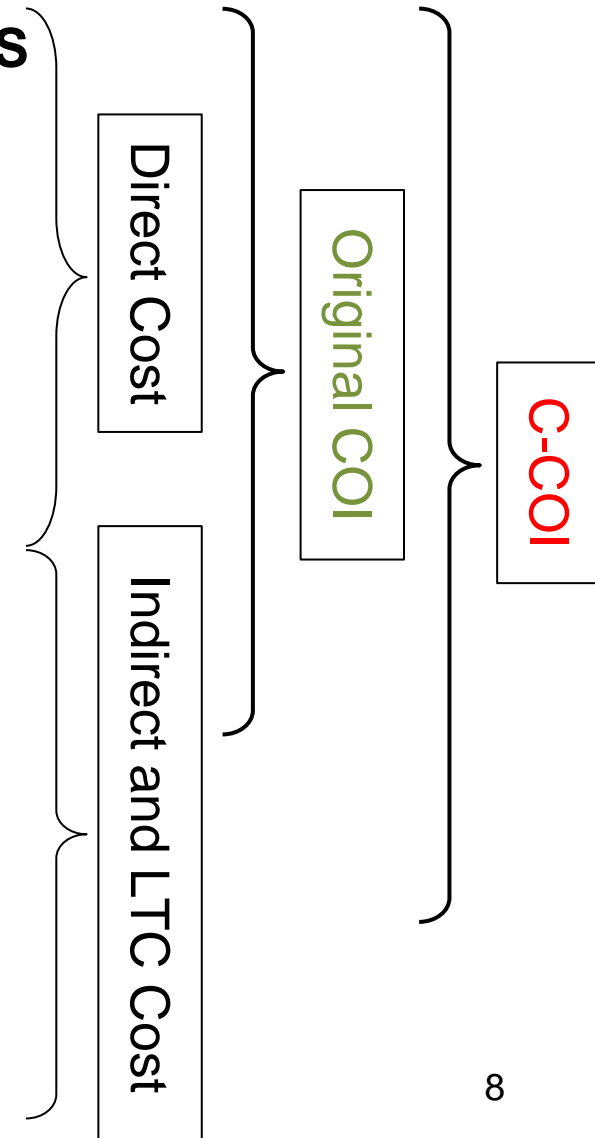 s
Direct Cost
Indirect and LTC Cost
Original COI
C-COI
8